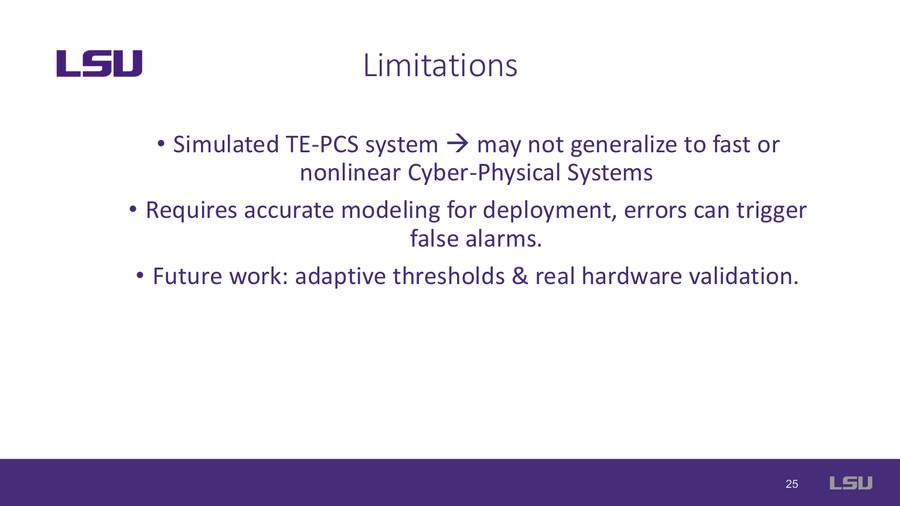 LSU
Limitations
• Simulated TE-PCS system → may not generalize to fast or
nonlinear Cyber-Physical Systems
• Requires accurate modeling for deployment, errors can trigger
false alarms.
• Future work: adaptive thresholds & real hardware validation.
25
LSU